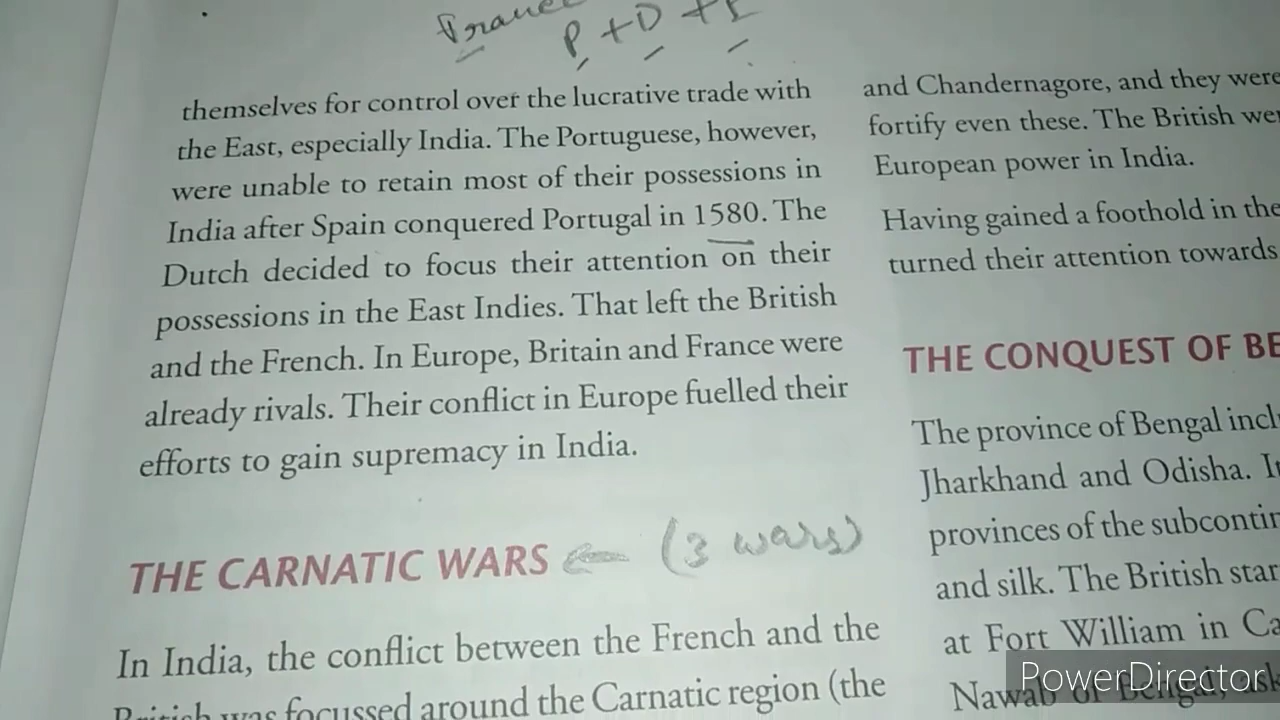 France
P + D + I
themselves for control over the lucrative trade with
the East, especially India. The Portuguese, however,
were unable to retain most of their possessions in
India after Spain conquered Portugal in 1580. The
Dutch decided to focus their attention on their
possessions in the East Indies. That left the British
and the French. In Europe, Britain and France were
already rivals. Their conflict in Europe fuelled their
efforts to gain supremacy in India.
THE CARNATIC WARS ← (3 wars)
In India, the conflict between the French and the
British was focussed around the Carnatic region (the
and Chandernagore, and they were
fortify even these. The British
European power in India.
Having gained a foothold in the
turned their attention towards
THE CONQUEST OF BE
The province of Bengal incl
Jharkhand and Odisha.
provinces of the subcontin
and silk. The British star
at Fort William in Ca
Nawab of Bengal, ask
PowerDirector